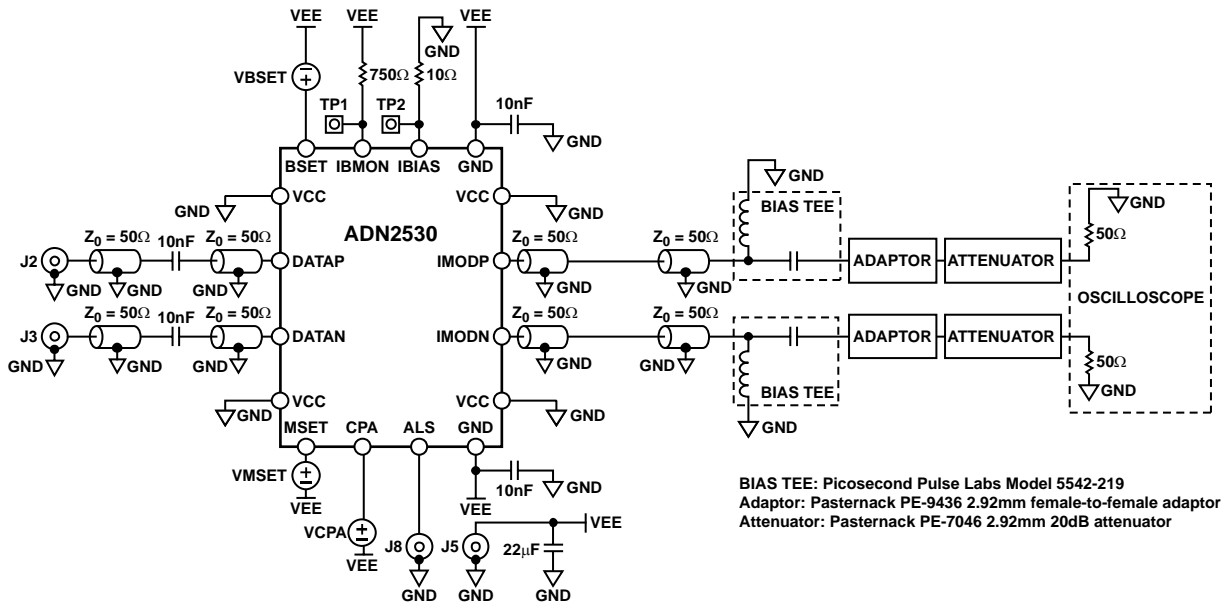 VEE VEE VEE
GND
VBSET
750Ω
10Ω
TP1
TP2
10nF
GND
BSET IBMON IBIAS GND
GND
VCC
VCC
GND
GND
BIAS TEE
GND
Z0 = 50Ω
10nF
Z0 = 50Ω
ADN2530
Z0 = 50Ω
Z0 = 50Ω
50Ω
J2
DATAP
IMODP
ADAPTOR
ATTENUATOR
GND
GND
GND
GND
GND
OSCILLOSCOPE
Z0 = 50Ω
10nF
Z0 = 50Ω
Z0 = 50Ω
Z0 = 50Ω
J3
DATAN
IMODN
ADAPTOR
ATTENUATOR
GND
GND
GND
GND
GND
50Ω
GND
BIAS TEE
GND
GND
VCC
VCC
GND
MSET CPA ALS GND
VMSET
VEE
10nF
GND
VEE
VCPA
VEE
J8
GND
J5
GND
22μF
GND
VEE
BIAS TEE: Picosecond Pulse Labs Model 5542-219
Adaptor: Pasternack PE-9436 2.92mm female-to-female adaptor
Attenuator: Pasternack PE-7046 2.92mm 20dB attenuator